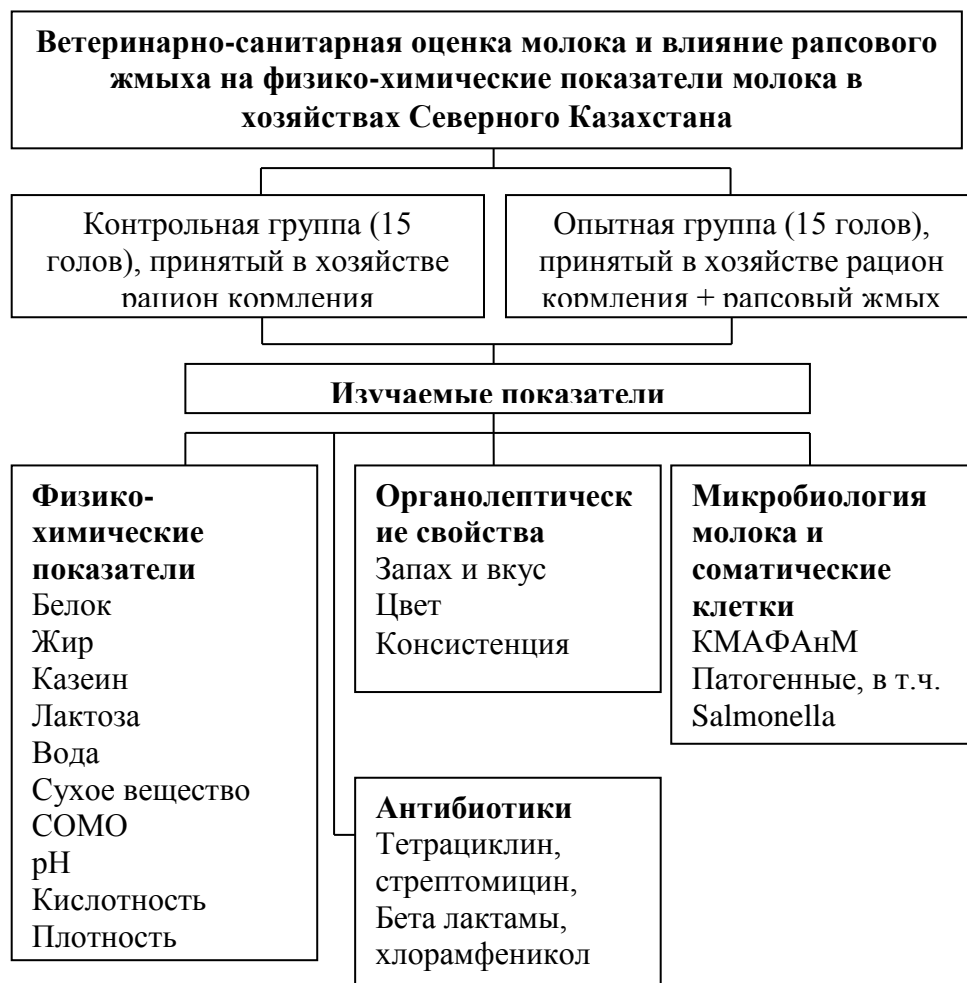 Ветеринарно-санитарная оценка молока и влияние рапсового
жмыха на физико-химические показатели молока в
хозяйствах Северного Казахстана
Контрольная группа (15
голов), принятый в хозяйстве
рацион кормления
Опытная группа (15 голов),
принятый в хозяйстве рацион
кормления + рапсовый жмых
Изучаемые показатели
Физико-
химические
показатели
Белок
Жир
Казеин
Лактоза
Вода
Сухое вещество
СОМО
pH
Кислотность
Плотность
Органолептическ
ие свойства
Запах и вкус
Цвет
Консистенция
Микробиология
молока и
соматические
клетки
КМАФАнМ
Патогенные, в т.ч.
Salmonella
Антибиотики
Тетрациклин,
стрептомицин,
Бета лактамы,
хлорамфеникол